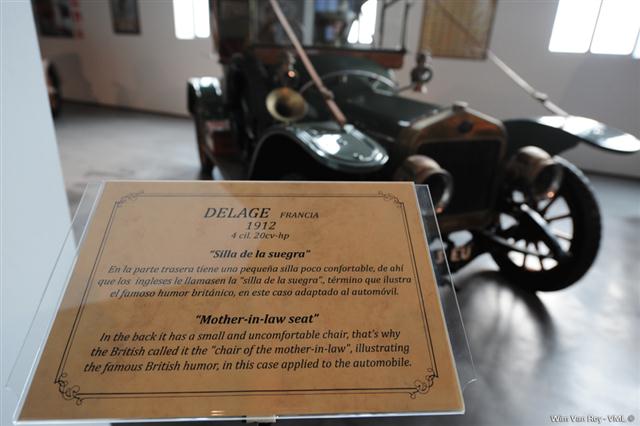 DELAGE FRANCIA
1912
4 cil. 20cv-hp
"Silla de la suegra"
En la parte trasera tiene una pequeña silla poco confortable, de ahí
que los ingleses le llamasen la "silla de la suegra", término que ilustra
el famoso humor británico, en este caso adaptado al automóvil.
"Mother-in-law seat"
In the back it has a small and uncomfortable chair, that's why
the British called it the "chair of the mother-in-law", illustrating
the famous British humor, in this case applied to the automobile.
EU
Wim Van Roy - VML ©